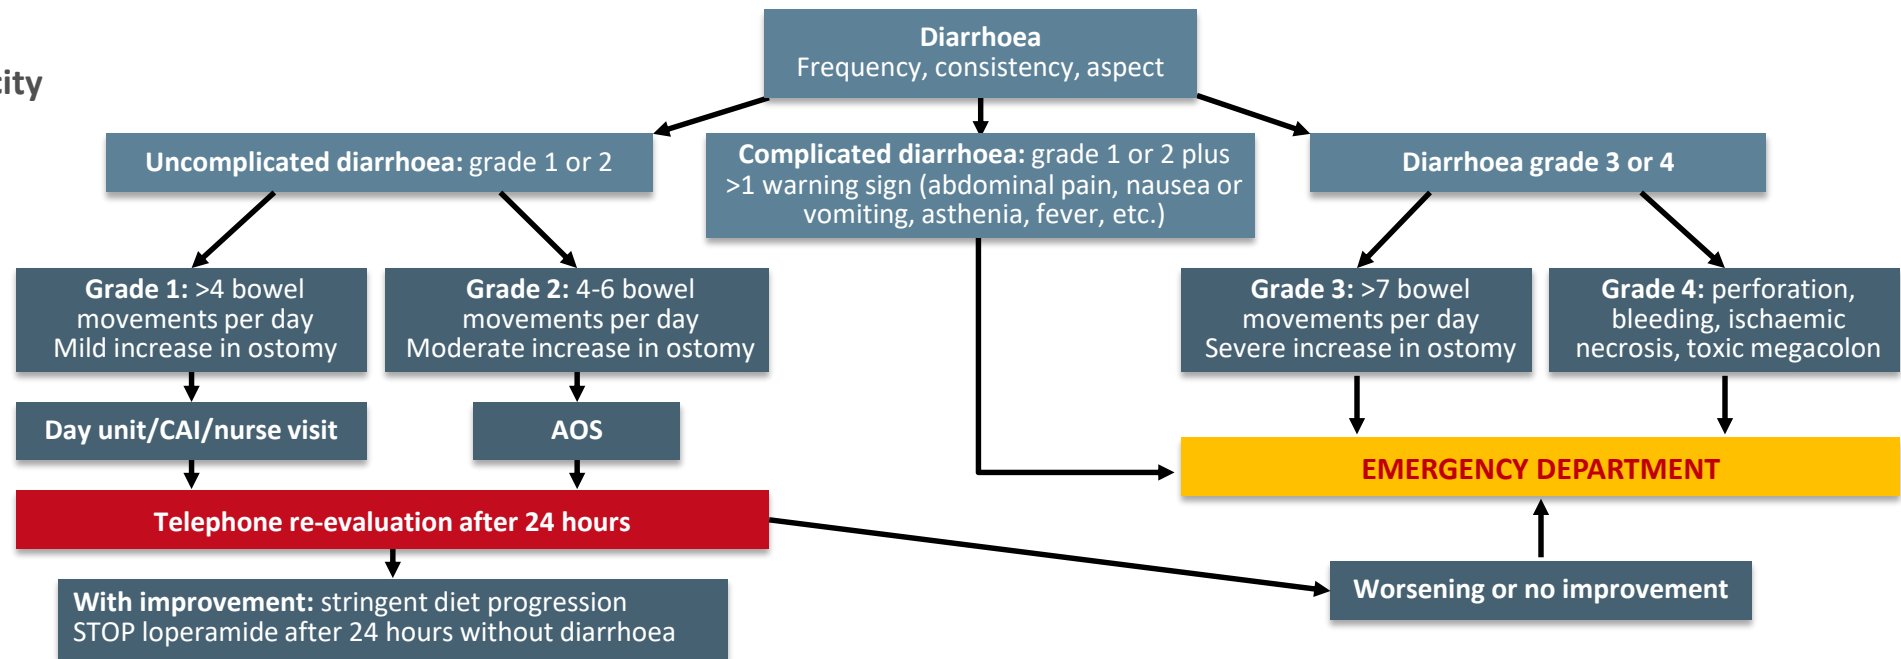 city
Diarrhoea
Frequency, consistency, aspect
Uncomplicated diarrhoea: grade 1 or 2
Complicated diarrhoea: grade 1 or 2 plus
>1 warning sign (abdominal pain, nausea or
vomiting, asthenia, fever, etc.)
Diarrhoea grade 3 or 4
Grade 1: >4 bowel
movements per day
Mild increase in ostomy
Grade 2: 4-6 bowel
movements per day
Moderate increase in ostomy
Grade 3: >7 bowel
movements per day
Severe increase in ostomy
Grade 4: perforation,
bleeding, ischaemic
necrosis, toxic megacolon
Day unit/CAI/nurse visit
AOS
EMERGENCY DEPARTMENT
Telephone re-evaluation after 24 hours
Worsening or no improvement
With improvement: stringent diet progression
STOP loperamide after 24 hours without diarrhoea